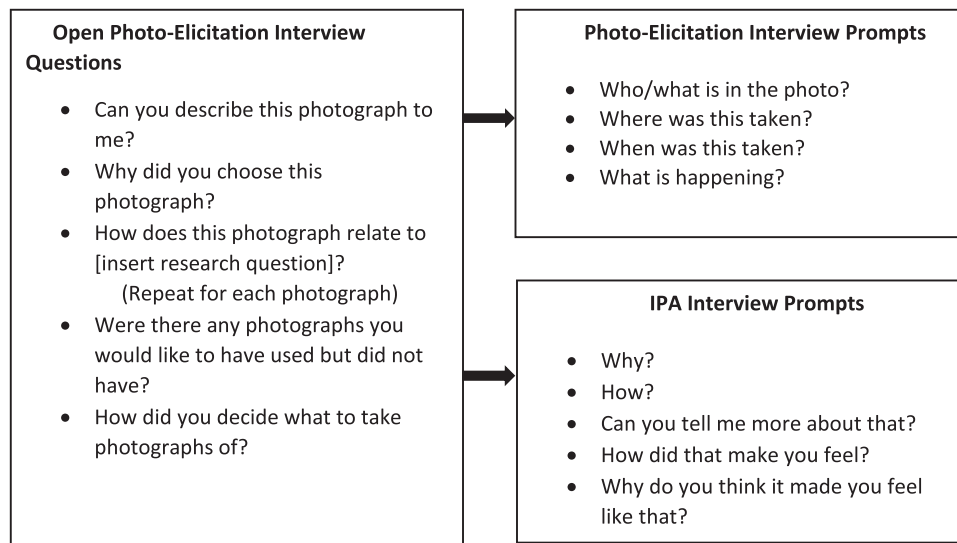 Open Photo-Elicitation Interview
Questions
• Can you describe this photograph to
me?
• Why did you choose this
photograph?
• How does this photograph relate to
[insert research question]?
(Repeat for each photograph)
• Were there any photographs you
would like to have used but did not
have?
• How did you decide what to take
photographs of?
Photo-Elicitation Interview Prompts
• Who/what is in the photo?
• Where was this taken?
• When was this taken?
• What is happening?
IPA Interview Prompts
• Why?
• How?
• Can you tell me more about that?
• How did that make you feel?
• Why do you think it made you feel
like that?